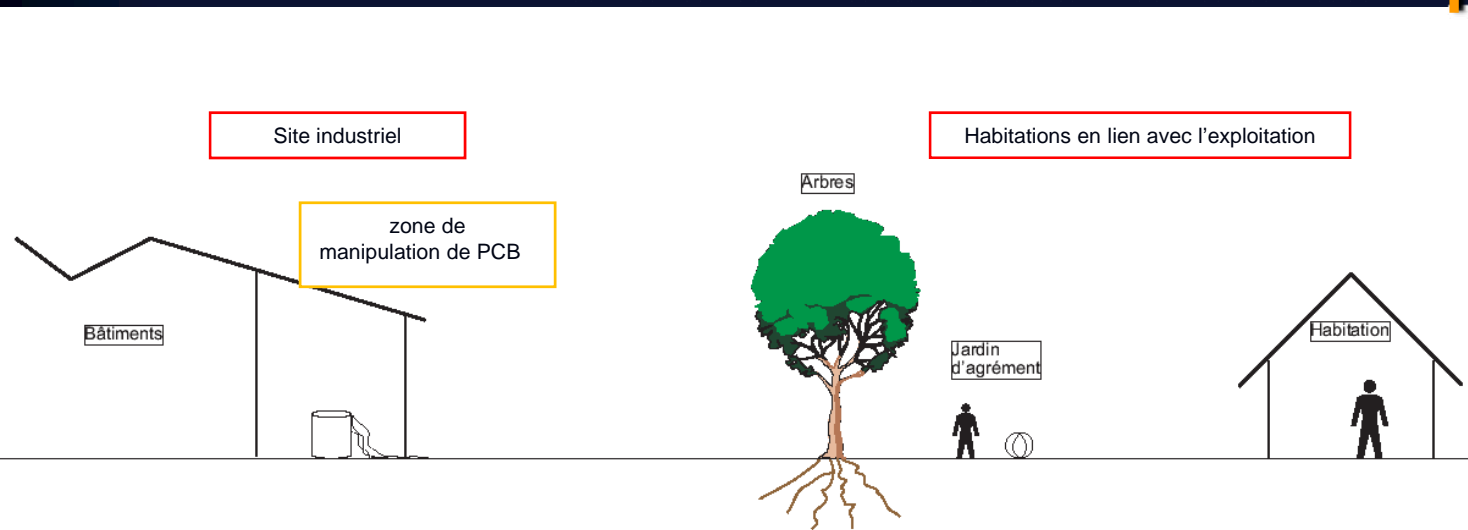 Site industriel
Habitations en lien avec l'exploitation
Arbres
zone de
manipulation de PCB
Bâtiments
Habitation
Jardin
d'agrément